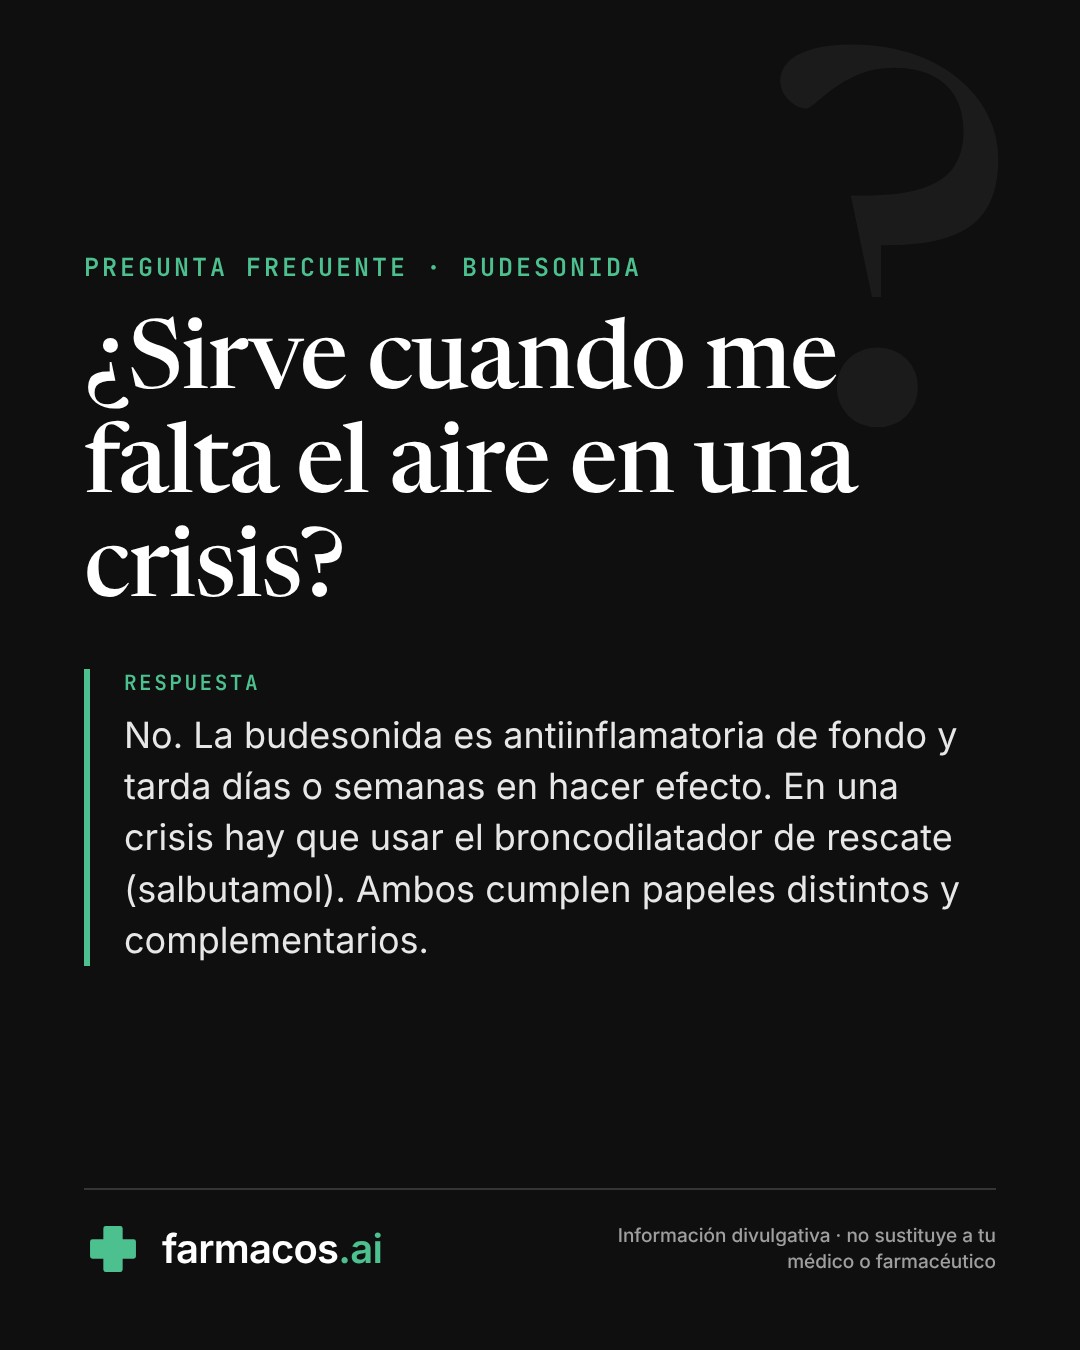 PREGUNTA FRECUENTE · BUDESONIDA
¿Sirve cuando me
falta el aire en una
crisis?
RESPUESTA
No. La budesonida es antiinflamatoria de fondo y
tarda días o semanas en hacer efecto. En una
crisis hay que usar el broncodilatador de rescate
(salbutamol). Ambos cumplen papeles distintos y
complementarios.
farmacos.ai
Información divulgativa · no sustituye a tu
médico o farmacéutico